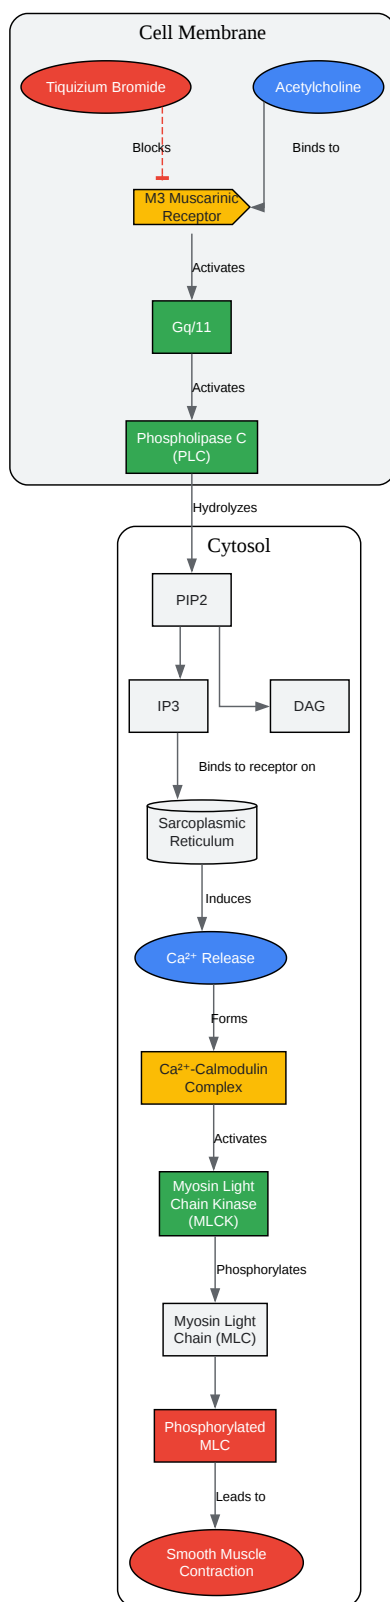 Cell Membrane
Tiquizium Bromide
Acetylcholine
Blocks
Binds to
M3 Muscarinic
Receptor
Activates
Gq/11
Activates
Phospholipase C
(PLC)
Hydrolyzes
Cytosol
PIP2
IP3
DAG
Binds to receptor on
Sarcoplasmic
Reticulum
Induces
Ca²⁺ Release
Forms
Ca²⁺-Calmodulin
Complex
Activates
Myosin Light
Chain Kinase
(MLCK)
Phosphorylates
Myosin Light
Chain (MLC)
Phosphorylated
MLC
Leads to
Smooth Muscle
Contraction